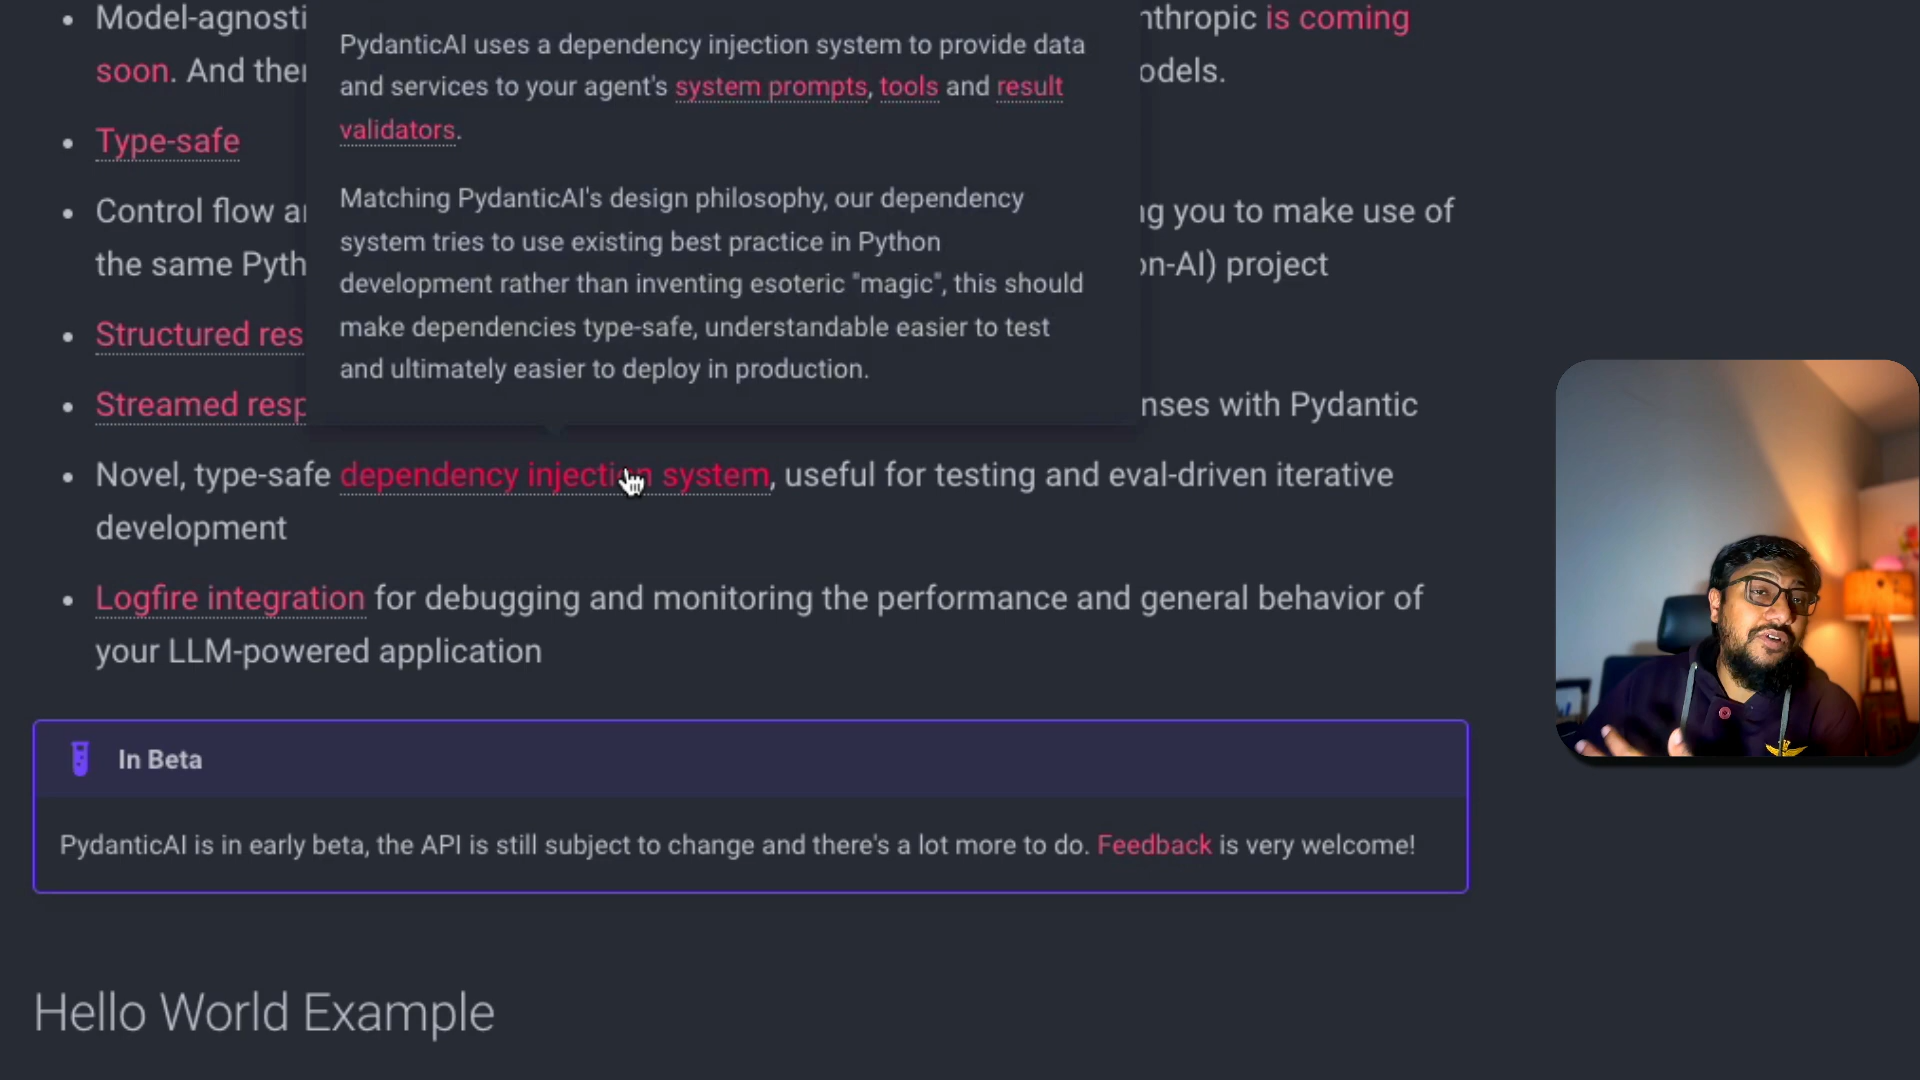 Model-agnosti
nthropic is coming
soon. And ther
odels.
PydanticAI uses a dependency injection system to provide data
and services to your agent's system prompts, tools and result
validators.
Matching PydanticAI's design philosophy, our dependency
system tries to use existing best practice in Python
development rather than inventing esoteric "magic", this should
make dependencies type-safe, understandable easier to test
and ultimately easier to deploy in production.
Type-safe
Control flow a
ng you to make use of
the same Pyth
on-AI) project
Structured res
Streamed resp
nses with Pydantic
Novel, type-safe dependency injection system, useful for testing and eval-driven iterative
development
Logfire integration for debugging and monitoring the performance and general behavior of
your LLM-powered application
In Beta
PydanticAI is in early beta, the API is still subject to change and there's a lot more to do. Feedback is very welcome!
Hello World Example